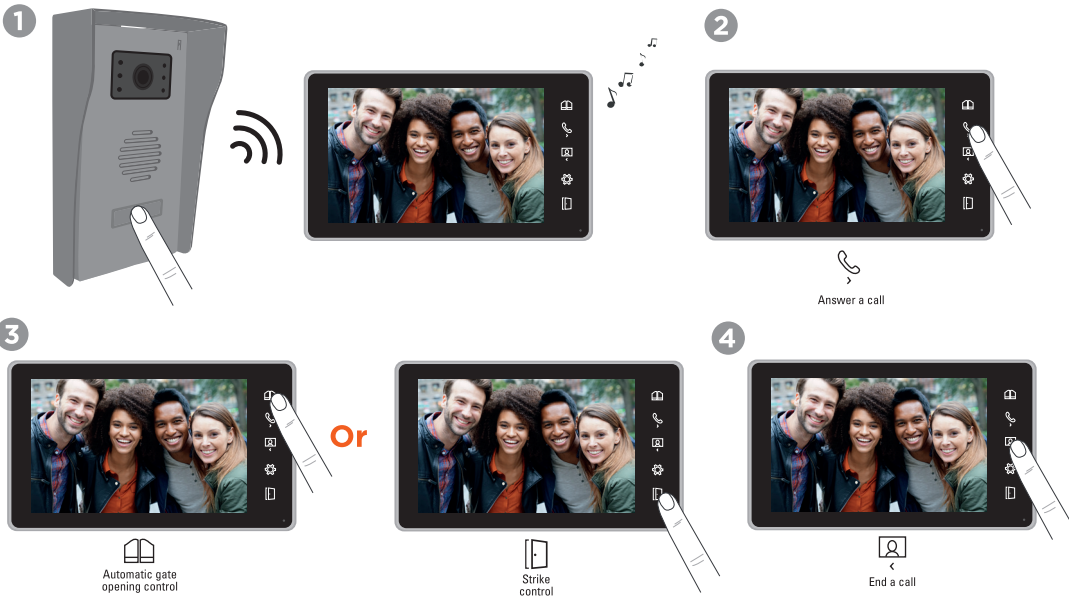 1
2
Answer a call
3
Or
4
Automatic gate
opening control
Strike
control
End a call